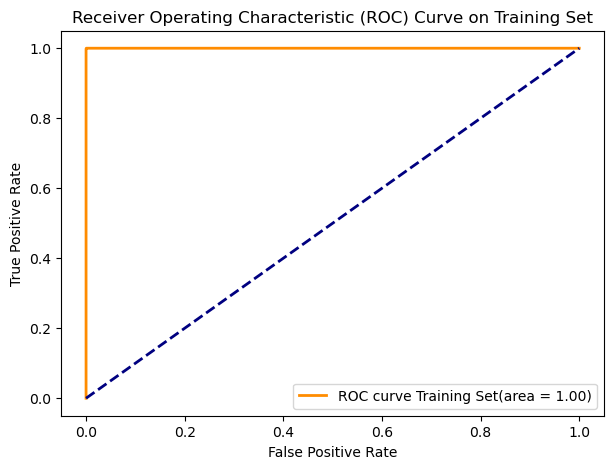 Receiver Operating Characteristic (ROC) Curve on Training Set
True Positive Rate
1.0
0.8
0.6
0.4
0.2
0.0
ROC curve Training Set(area = 1.00)
0.0 0.2 0.4 0.6 0.8 1.0
False Positive Rate